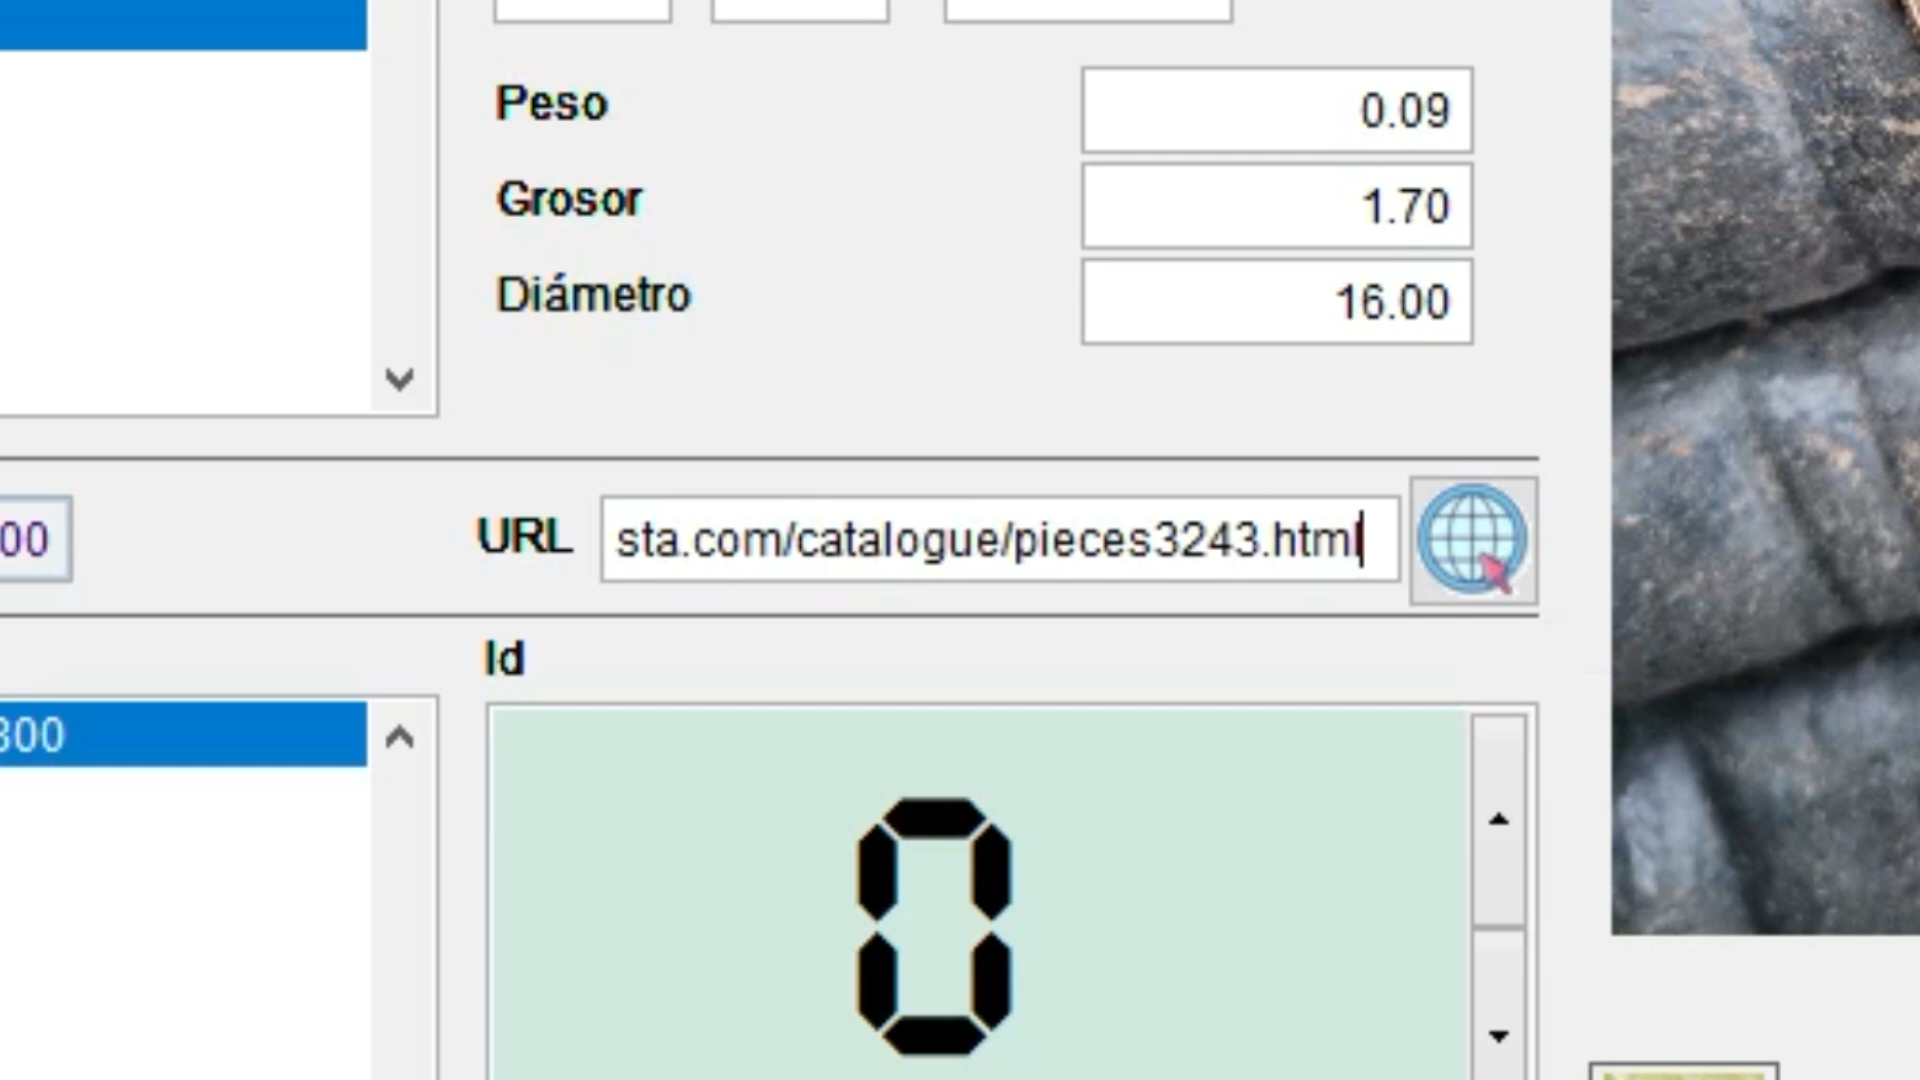 Peso 0.09
Grosor 1.70
Diámetro 16.00
00 URL sta.com/catalogue/pieces3243.html
Id
300
0